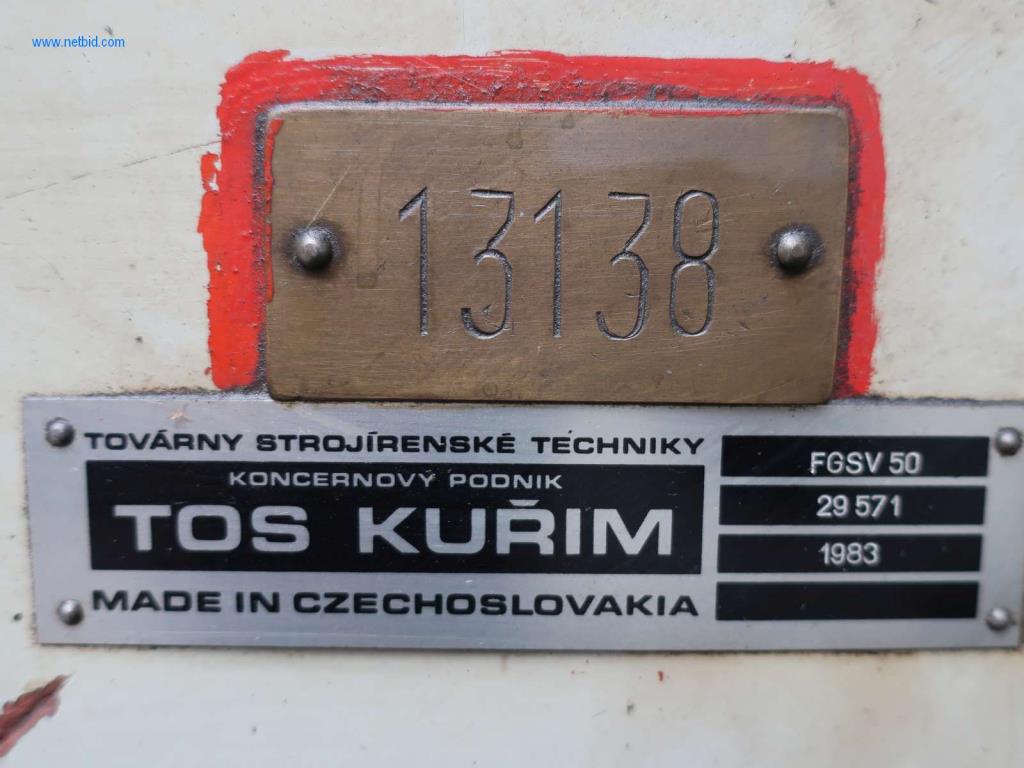 www.netbid.com
13138
TOVÁRNY STROJÍRENSKÉ TECHNIKY
KONCERNOVÝ PODNIK
TOS KUŘIM
MADE IN CZECHOSLOVAKIA
FGSV 50
29 571
1983